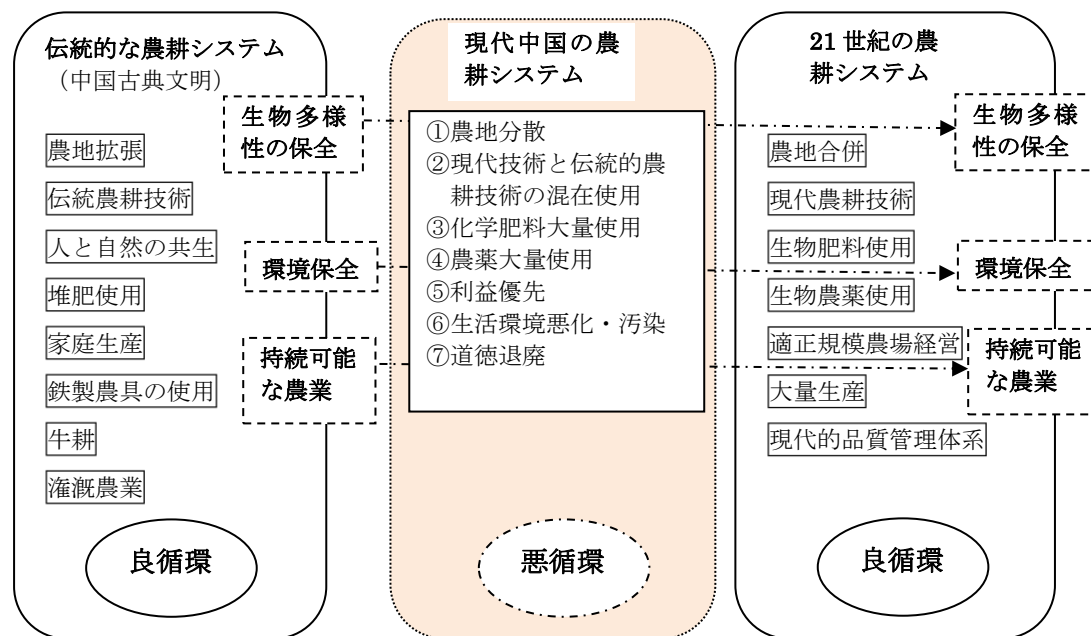 伝統的な農耕システム
（中国古典文明）
農地拡張
伝統農耕技術
人と自然の共生
堆肥使用
家庭生産
鉄製農具の使用
牛耕
潅漑農業
良循環
生物多様
性の保全
環境保全
持続可能
な農業
現代中国の農
耕システム
①農地分散
②現代技術と伝統的農
耕技術の混在使用
③化学肥料大量使用
④農薬大量使用
⑤利益優先
⑥生活環境悪化・汚染
⑦道徳退廃
悪循環
21 世紀の農
耕システム
農地合併
現代農耕技術
生物肥料使用
生物農薬使用
適正規模農場経営
大量生産
現代的品質管理体系
良循環
生物多様
性の保全
環境保全
持続可能
な農業